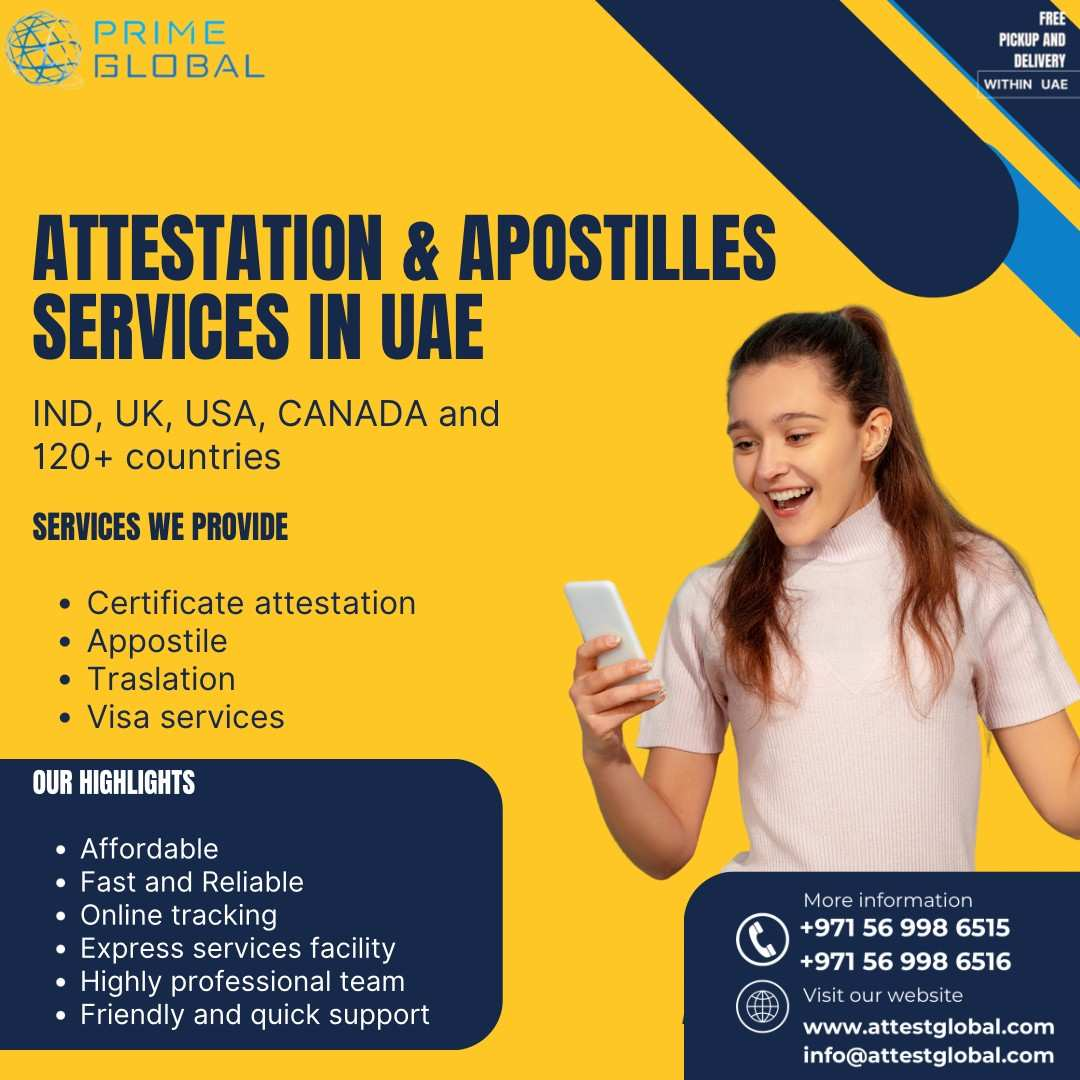 PRIME
GLOBAL
FREE
PICKUP AND
DELIVERY
WITHIN UAE
ATTESTATION & APOSTILLES
SERVICES IN UAE
IND, UK, USA, CANADA and
120+ countries
SERVICES WE PROVIDE
• Certificate attestation
• Appostile
• Traslation
• Visa services
OUR HIGHLIGHTS
• Affordable
• Fast and Reliable
• Online tracking
• Express services facility
• Highly professional team
• Friendly and quick support
More information
+971 56 998 6515
+971 56 998 6516
Visit our website
www.attestglobal.com
info@attestglobal.com